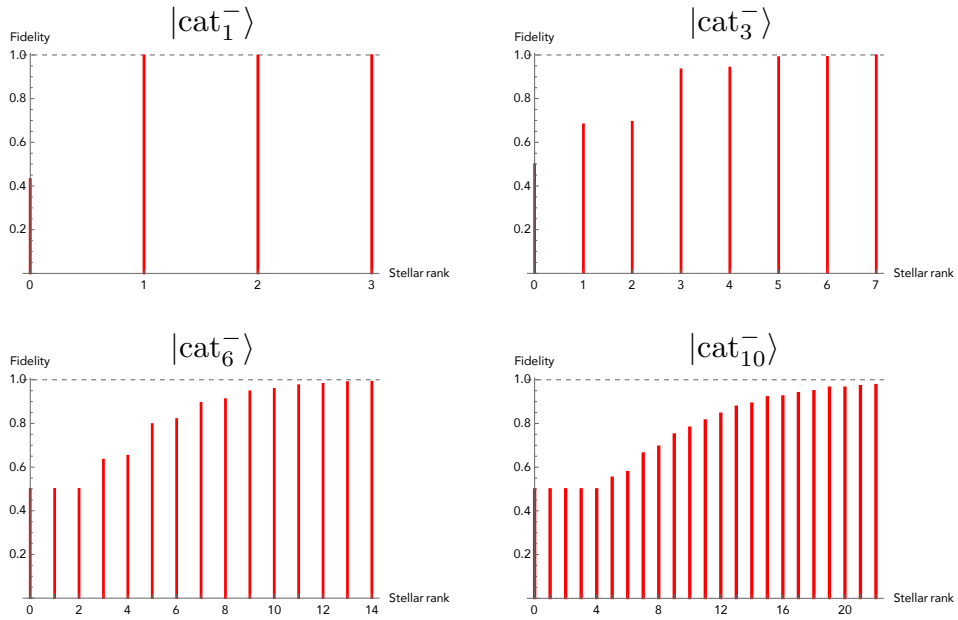 |cat₁⁻⟩
Fidelity
1.0
0.8
0.6
0.4
0.2
0 1 2 3
Stellar rank
|cat₃⁻⟩
Fidelity
1.0
0.8
0.6
0.4
0.2
0 1 2 3 4 5 6 7
Stellar rank
|cat₆⁻⟩
Fidelity
1.0
0.8
0.6
0.4
0.2
0 2 4 6 8 10 12 14
Stellar rank
|cat₁₀⁻⟩
Fidelity
1.0
0.8
0.6
0.4
0.2
0 4 8 12 16 20
Stellar rank